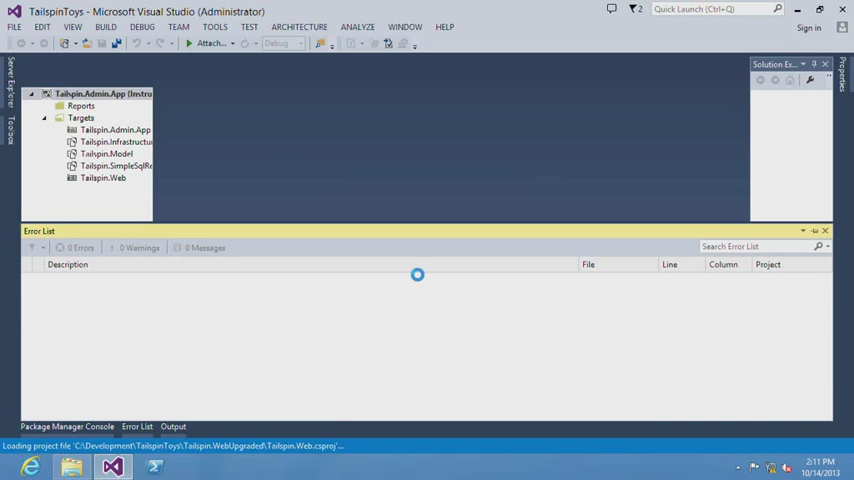 TailspinToys - Microsoft Visual Studio (Administrator)
2
Quick Launch (Ctrl+Q)
FILE EDIT VIEW BUILD DEBUG TEAM TOOLS TEST ARCHITECTURE ANALYZE WINDOW HELP
Sign in
Attach... Debug
Server Explorer
Toolbox
Solution Ex...
Properties
Tailspin.Admin.App (Instru
Reports
Targets
Tailspin.Admin.App
Tailspin.Infrastructur
Tailspin.Model
Tailspin.SimpleSqlRe
Tailspin.Web
Error List
0 Errors 0 Warnings 0 Messages
Search Error List
Description File Line Column Project
Package Manager Console Error List Output
Loading project file 'C:\Development\TailspinToys\Tailspin.WebUpgraded\Tailspin.Web.csproj'...
2:11 PM
10/14/2013